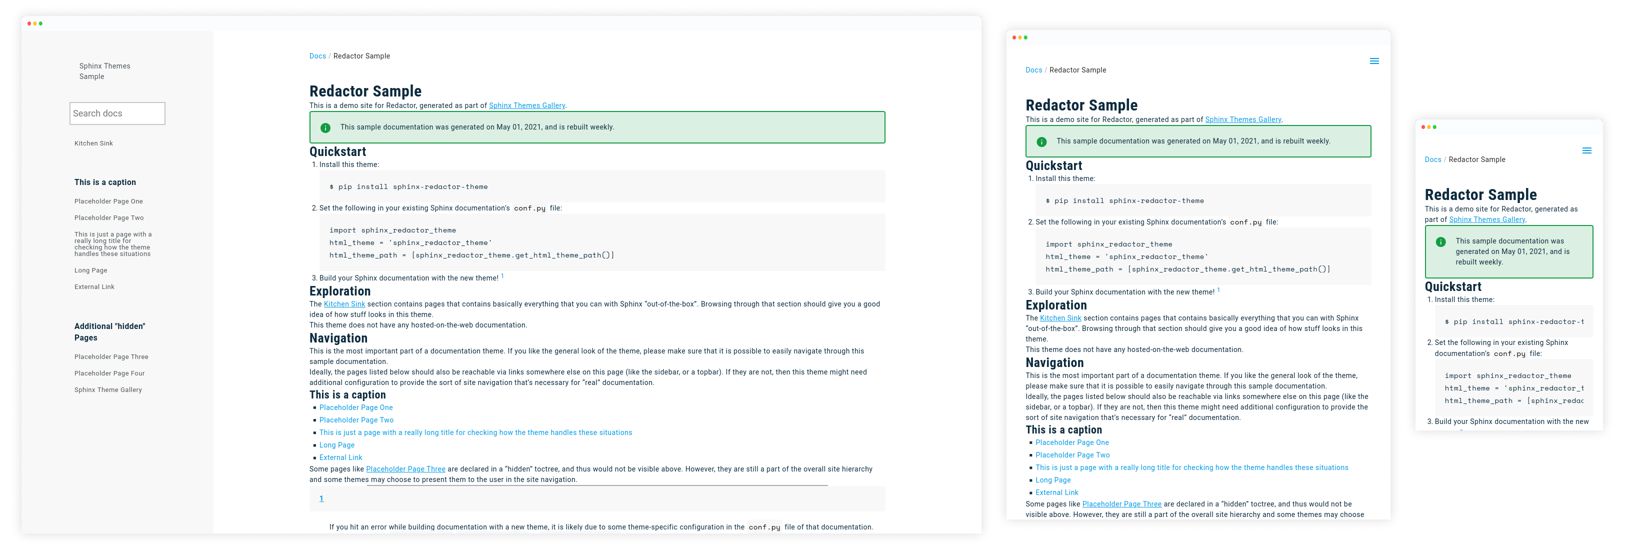 Sphinx Themes
Sample
Search docs
Kitchen Sink
This is a caption
Placeholder Page One
Placeholder Page Two
This is just a page with a
really long title for
checking how the theme
handles these situations
Long Page
External Link
Additional "hidden"
Pages
Placeholder Page Three
Placeholder Page Four
Sphinx Theme Gallery
Docs / Redactor Sample
Redactor Sample
This is a demo site for Redactor, generated as part of Sphinx Themes Gallery.
This sample documentation was generated on May 01, 2021, and is rebuilt weekly.
Quickstart
1. Install this theme:
$ pip install sphinx-redactor-theme
2. Set the following in your existing Sphinx documentation's conf.py file:
import sphinx_redactor_theme
html_theme = 'sphinx_redactor_theme'
html_theme_path = [sphinx_redactor_theme.get_html_theme_path()]
3. Build your Sphinx documentation with the new theme! 1
Exploration
The Kitchen Sink section contains pages that contains basically everything that you can with Sphinx "out-of-the-box". Browsing through that section should give you a good
idea of how stuff looks in this theme.
This theme does not have any hosted-on-the-web documentation.
Navigation
This is the most important part of a documentation theme. If you like the general look of the theme, please make sure that it is possible to easily navigate through this
sample documentation.
Ideally, the pages listed below should also be reachable via links somewhere else on this page (like the sidebar, or a topbar). If they are not, then this theme might need
additional configuration to provide the sort of site navigation that's necessary for "real" documentation.
This is a caption
Placeholder Page One
Placeholder Page Two
This is just a page with a really long title for checking how the theme handles these situations
Long Page
External Link
Some pages like Placeholder Page Three are declared in a "hidden" toctree, and thus would not be visible above. However, they are still a part of the overall site hierarchy
and some themes may choose to present them to the user in the site navigation.
1
If you hit an error while building documentation with a new theme, it is likely due to some theme-specific configuration in the conf.py file of that documentation.
Docs / Redactor Sample
Redactor Sample
This is a demo site for Redactor, generated as part of Sphinx Themes Gallery.
This sample documentation was generated on May 01, 2021, and is rebuilt weekly.
Quickstart
1. Install this theme:
$ pip install sphinx-redactor-theme
2. Set the following in your existing Sphinx documentation's conf.py file:
import sphinx_redactor_theme
html_theme = 'sphinx_redactor_theme'
html_theme_path = [sphinx_redactor_theme.get_html_theme_path()]
3. Build your Sphinx documentation with the new theme! 1
Exploration
The Kitchen Sink section contains pages that contains basically everything that you can with Sphinx
"out-of-the-box". Browsing through that section should give you a good idea of how stuff looks in this
theme.
This theme does not have any hosted-on-the-web documentation.
Navigation
This is the most important part of a documentation theme. If you like the general look of the theme,
please make sure that it is possible to easily navigate through this sample documentation.
Ideally, the pages listed below should also be reachable via links somewhere else on this page (like the
sidebar, or a topbar). If they are not, then this theme might need additional configuration to provide the
sort of site navigation that's necessary for "real" documentation.
This is a caption
Placeholder Page One
Placeholder Page Two
This is just a page with a really long title for checking how the theme handles these situations
Long Page
External Link
Some pages like Placeholder Page Three are declared in a "hidden" toctree, and thus would not be
visible above. However, they are still a part of the overall site hierarchy and some themes may choose
Docs / Redactor Sample
Redactor Sample
This is a demo site for Redactor, generated as
part of Sphinx Themes Gallery.
This sample documentation was
generated on May 01, 2021, and is
rebuilt weekly.
Quickstart
1. Install this theme:
$ pip install sphinx-redactor-t
2. Set the following in your existing Sphinx
documentation's conf.py file:
import sphinx_redactor_theme
html_theme = 'sphinx_redactor_t
html_theme_path = [sphinx_redac
3. Build your Sphinx documentation with the new